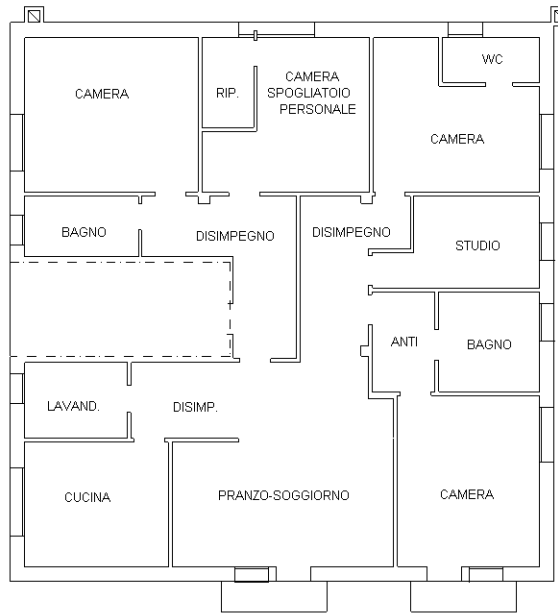 WC
CAMERA
RIP.
CAMERA
SPOGLIATOIO
PERSONALE
CAMERA
BAGNO
DISIMPEGNO
DISIMPEGNO
STUDIO
ANTI
BAGNO
LAVAND.
DISIMP.
CUCINA
PRANZO-SOGGIORNO
CAMERA